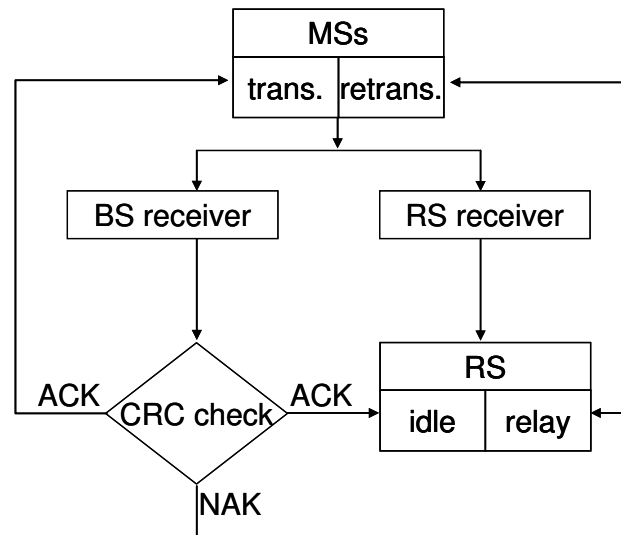 MSs
trans. retrans.
BS receiver
RS receiver
RS
ACK
CRC check
ACK
idle
relay
NAK